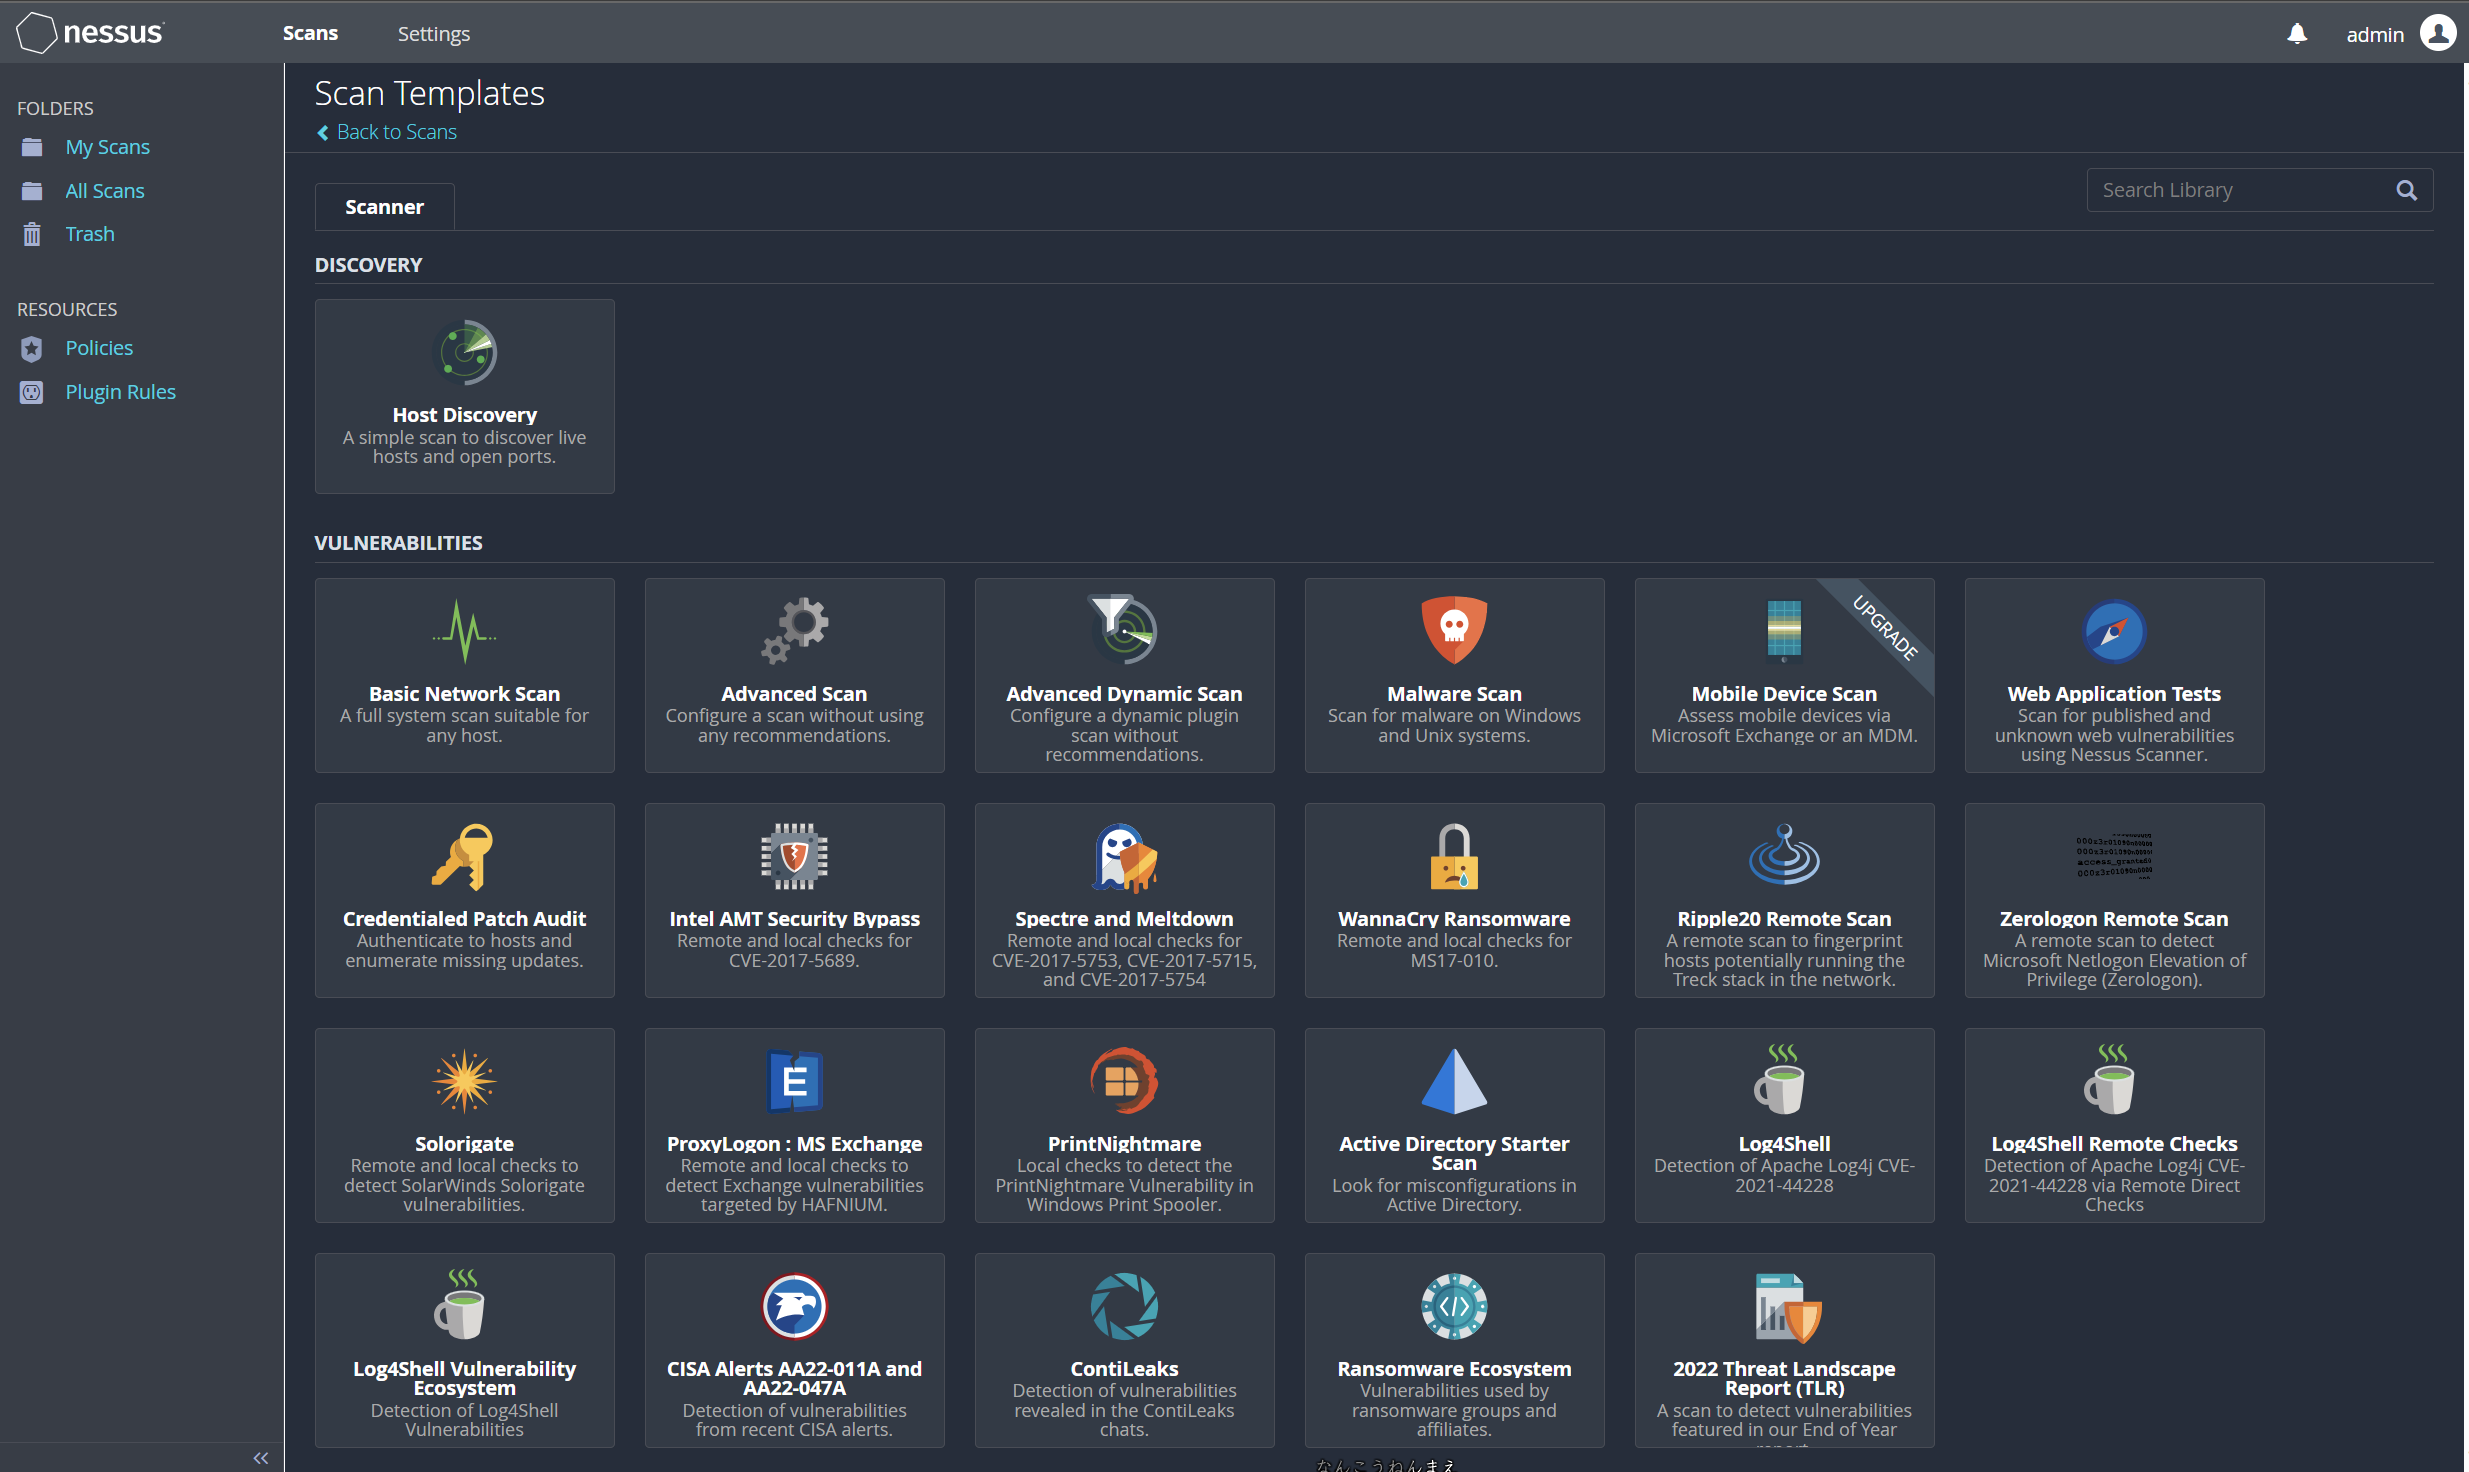 nessus
Scans
Settings
admin
FOLDERS
My Scans
All Scans
Trash
RESOURCES
Policies
Plugin Rules
Scan Templates
Back to Scans
Scanner
Search Library
DISCOVERY
Host Discovery
A simple scan to discover live
hosts and open ports.
VULNERABILITIES
Basic Network Scan
A full system scan suitable for
any host.
Advanced Scan
Configure a scan without using
any recommendations.
Advanced Dynamic Scan
Configure a dynamic plugin
scan without
recommendations.
Malware Scan
Scan for malware on Windows
and Unix systems.
UPGRADE
Mobile Device Scan
Assess mobile devices via
Microsoft Exchange or an MDM.
Web Application Tests
Scan for published and
unknown web vulnerabilities
using Nessus Scanner.
Credentialed Patch Audit
Authenticate to hosts and
enumerate missing updates.
Intel AMT Security Bypass
Remote and local checks for
CVE-2017-5689.
Spectre and Meltdown
Remote and local checks for
CVE-2017-5753, CVE-2017-5715,
and CVE-2017-5754
WannaCry Ransomware
Remote and local checks for
MS17-010.
Ripple20 Remote Scan
A remote scan to fingerprint
hosts potentially running the
Treck stack in the network.
Zerologon Remote Scan
A remote scan to detect
Microsoft Netlogon Elevation of
Privilege (Zerologon).
Solorigate
Remote and local checks to
detect SolarWinds Solorigate
vulnerabilities.
E
ProxyLogon : MS Exchange
Remote and local checks to
detect Exchange vulnerabilities
targeted by HAFNIUM.
PrintNightmare
Local checks to detect the
PrintNightmare Vulnerability in
Windows Print Spooler.
Active Directory Starter
Scan
Look for misconfigurations in
Active Directory.
Log4Shell
Detection of Apache Log4j CVE-
2021-44228
Log4Shell Remote Checks
Detection of Apache Log4j CVE-
2021-44228 via Remote Direct
Checks
Log4Shell Vulnerability
Ecosystem
Detection of Log4Shell
Vulnerabilities
CISA Alerts AA22-011A and
AA22-047A
Detection of vulnerabilities
from recent CISA alerts.
ContiLeaks
Detection of vulnerabilities
revealed in the ContiLeaks
chats.
</> 
Ransomware Ecosystem
Vulnerabilities used by
ransomware groups and
affiliates.
2022 Threat Landscape
Report (TLR)
A scan to detect vulnerabilities
featured in our End of Year
なんこうねんまえ